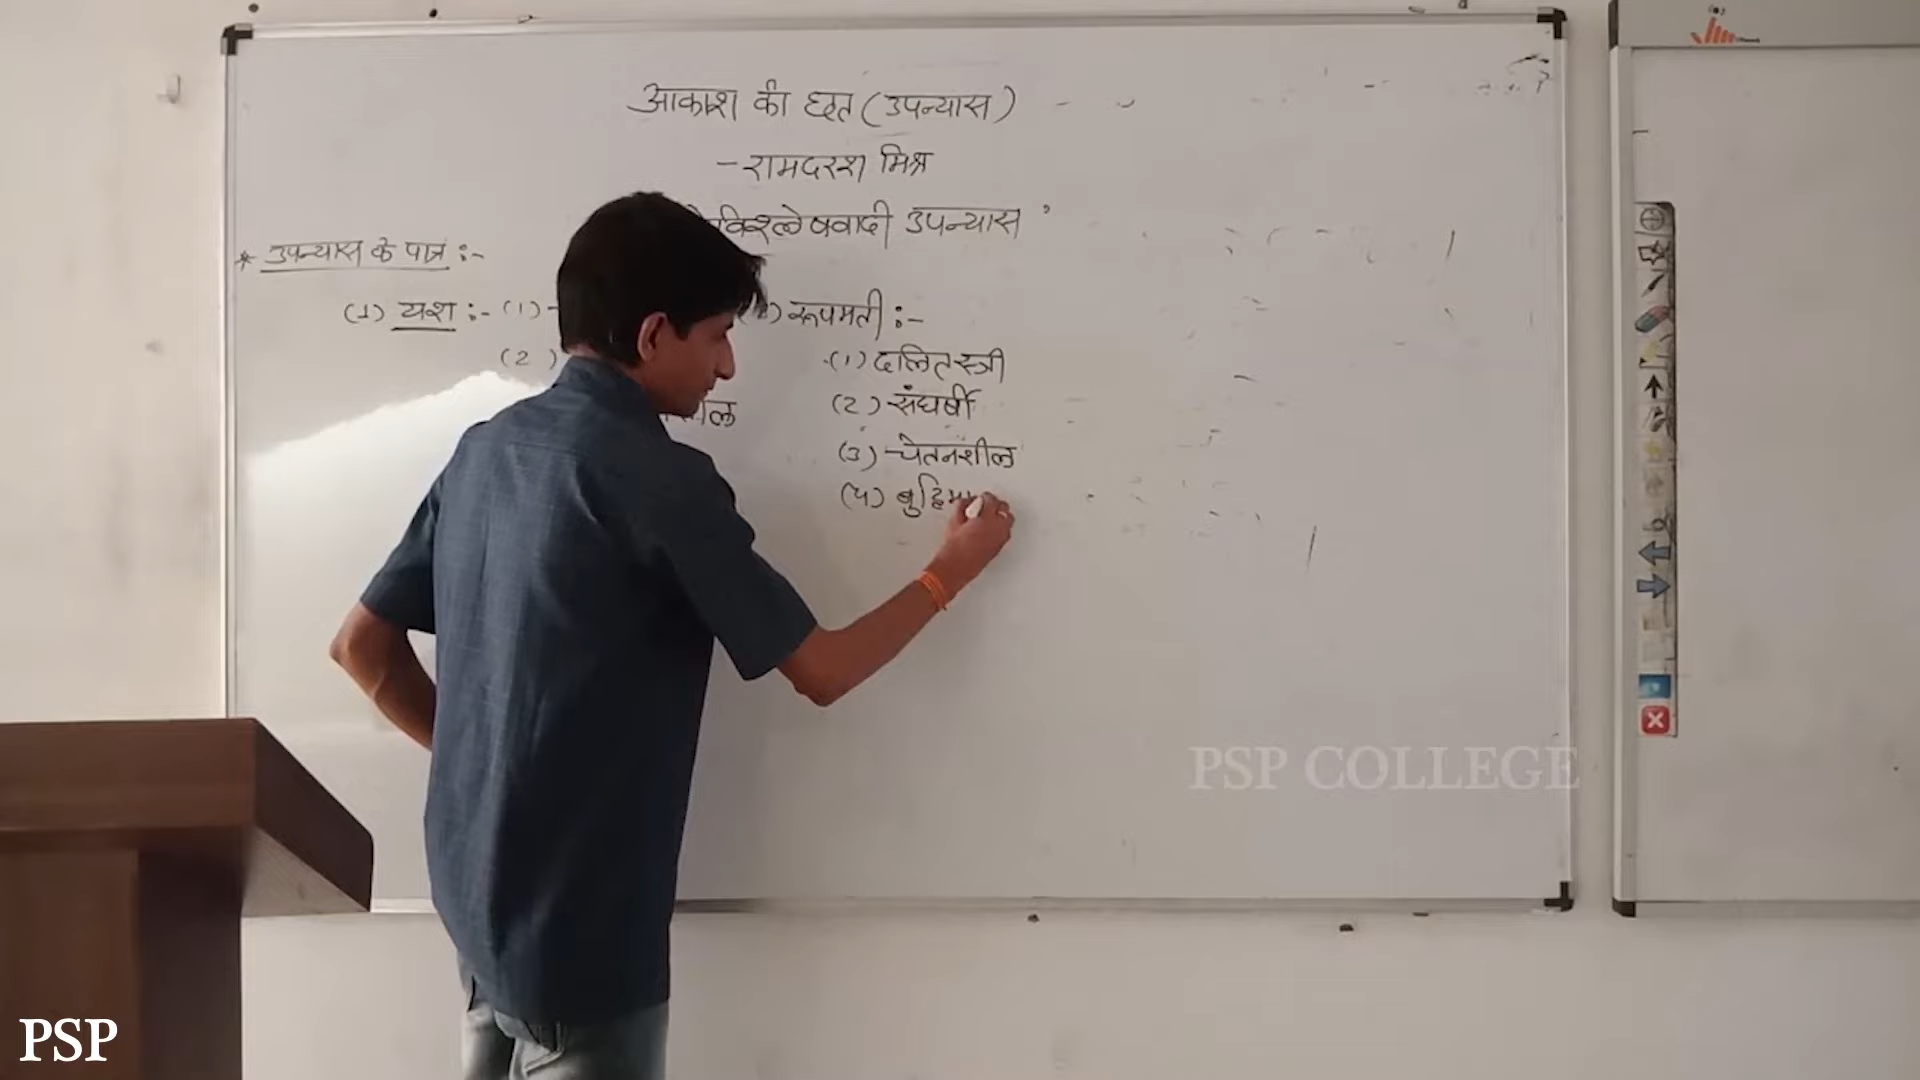 आकाश की छत (उपन्यास)
- रामदरश मिश्र
उपन्यास '
* उपन्यास के पात्र :-
(1) यश :- (1)
(2)
रूपमती :-
(1) दलित स्त्री
(2) संघर्षी
(3) चेतनशील
(4)
PSP COLLEGE
PSP